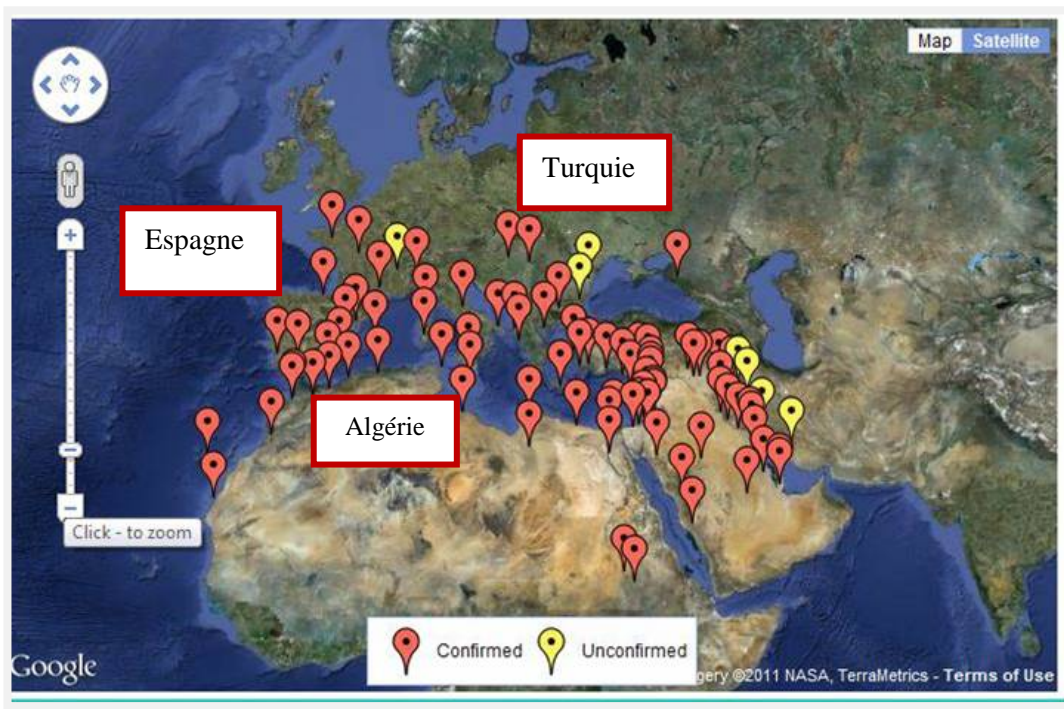 Map Satellite
Turquie
Espagne
Algérie
Click - to zoom
Confirmed Unconfirmed
Google
gery ©2011 NASA, TerraMetrics - Terms of Use